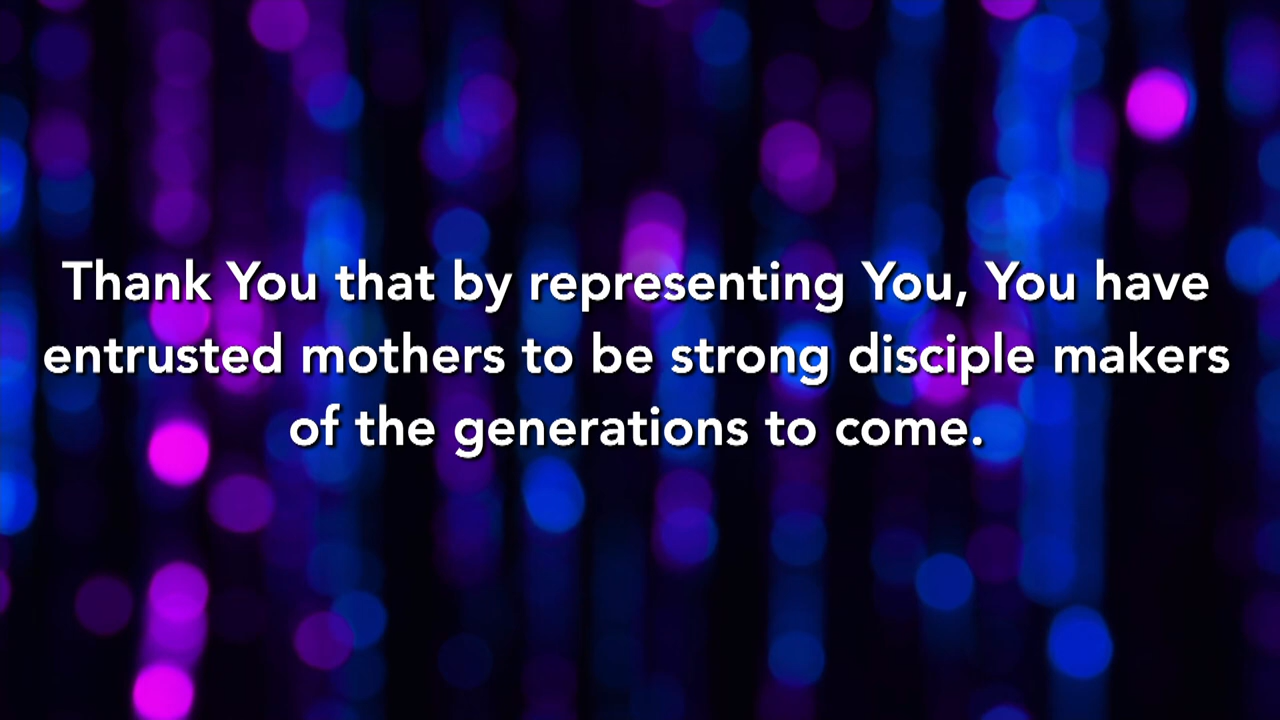 Thank You that by representing You, You have
entrusted mothers to be strong disciple makers
of the generations to come.